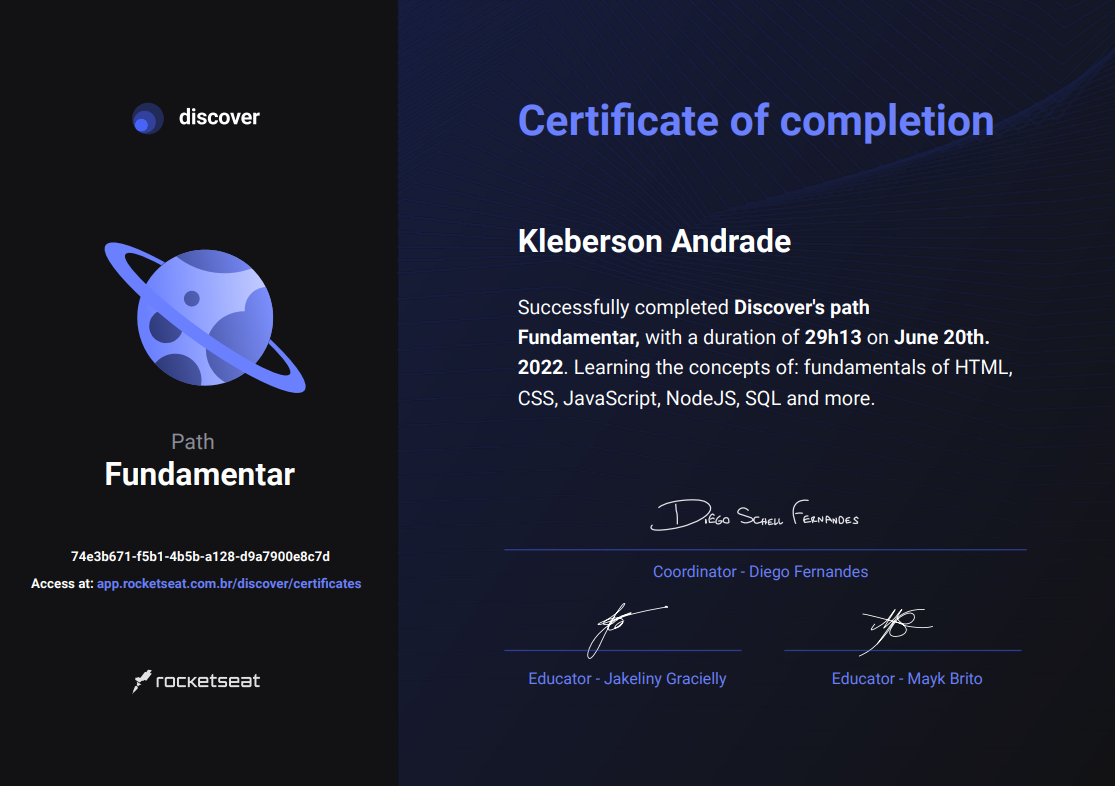 discover
Path
Fundamentar
74e3b671-f5b1-4b5b-a128-d9a7900e8c7d
Access at: app.rocketseat.com.br/discover/certificates
rocketseat
Certificate of completion
Kleberson Andrade
Successfully completed Discover's path
Fundamentar, with a duration of 29h13 on June 20th.
2022. Learning the concepts of: fundamentals of HTML,
CSS, JavaScript, NodeJS, SQL and more.
Diego Schell Fernandes
Coordinator - Diego Fernandes
Educator - Jakeliny Gracielly
Educator - Mayk Brito